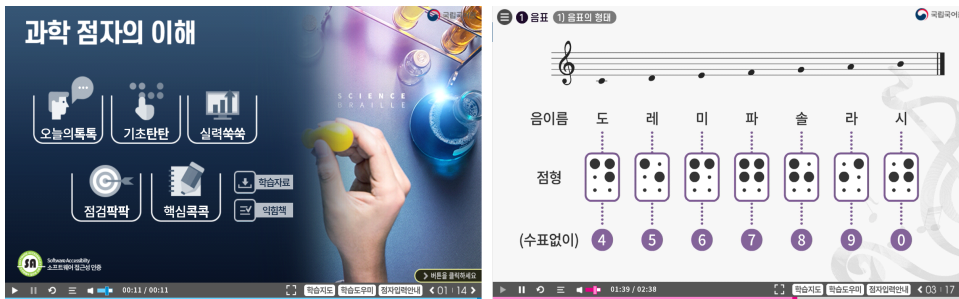 과학 점자의 이해
국립국어
SCIENCE
BRAILLE
오늘의톡톡
기초탄탄
실력쑥쑥
점검팍팍
핵심콕콕
학습자료
익힘책
SA
Software Accessibility
소프트웨어 접근성 인증
버튼을 클릭하세요
00:11 / 00:11
학습지도 학습도우미 점자입력안내 01 : 14
1 음표 1) 음표의 형태
국립국어
음이름 도 레 미 파 솔 라 시
점형
(수표없이) 4 5 6 7 8 9 0
01:39 / 02:38
학습지도 학습도우미 점자입력안내 03 : 17